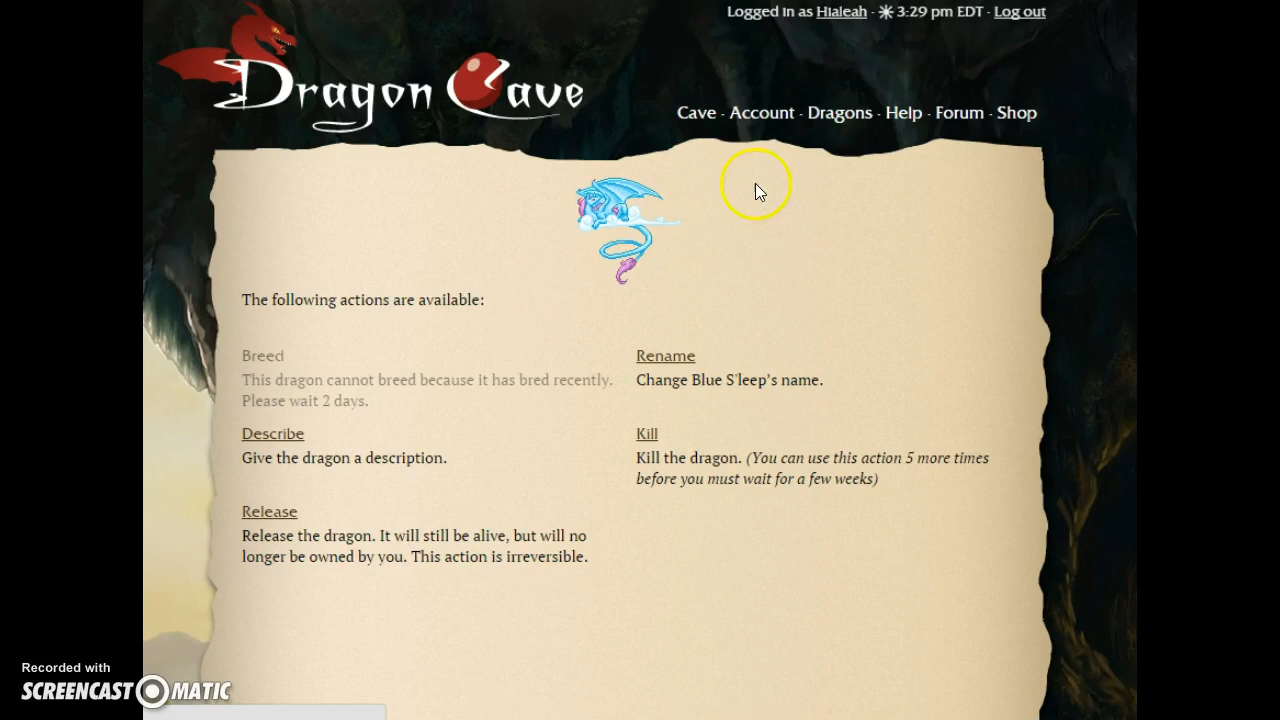 Logged in as Hialeah · 3:29 pm EDT · Log out
Dragon Cave
Cave · Account · Dragons · Help · Forum · Shop
The following actions are available:
Breed
This dragon cannot breed because it has bred recently.
Please wait 2 days.
Rename
Change Blue S'leep's name.
Describe
Give the dragon a description.
Kill
Kill the dragon. (You can use this action 5 more times
before you must wait for a few weeks)
Release
Release the dragon. It will still be alive, but will no
longer be owned by you. This action is irreversible.
Recorded with
SCREENCAST O MATIC